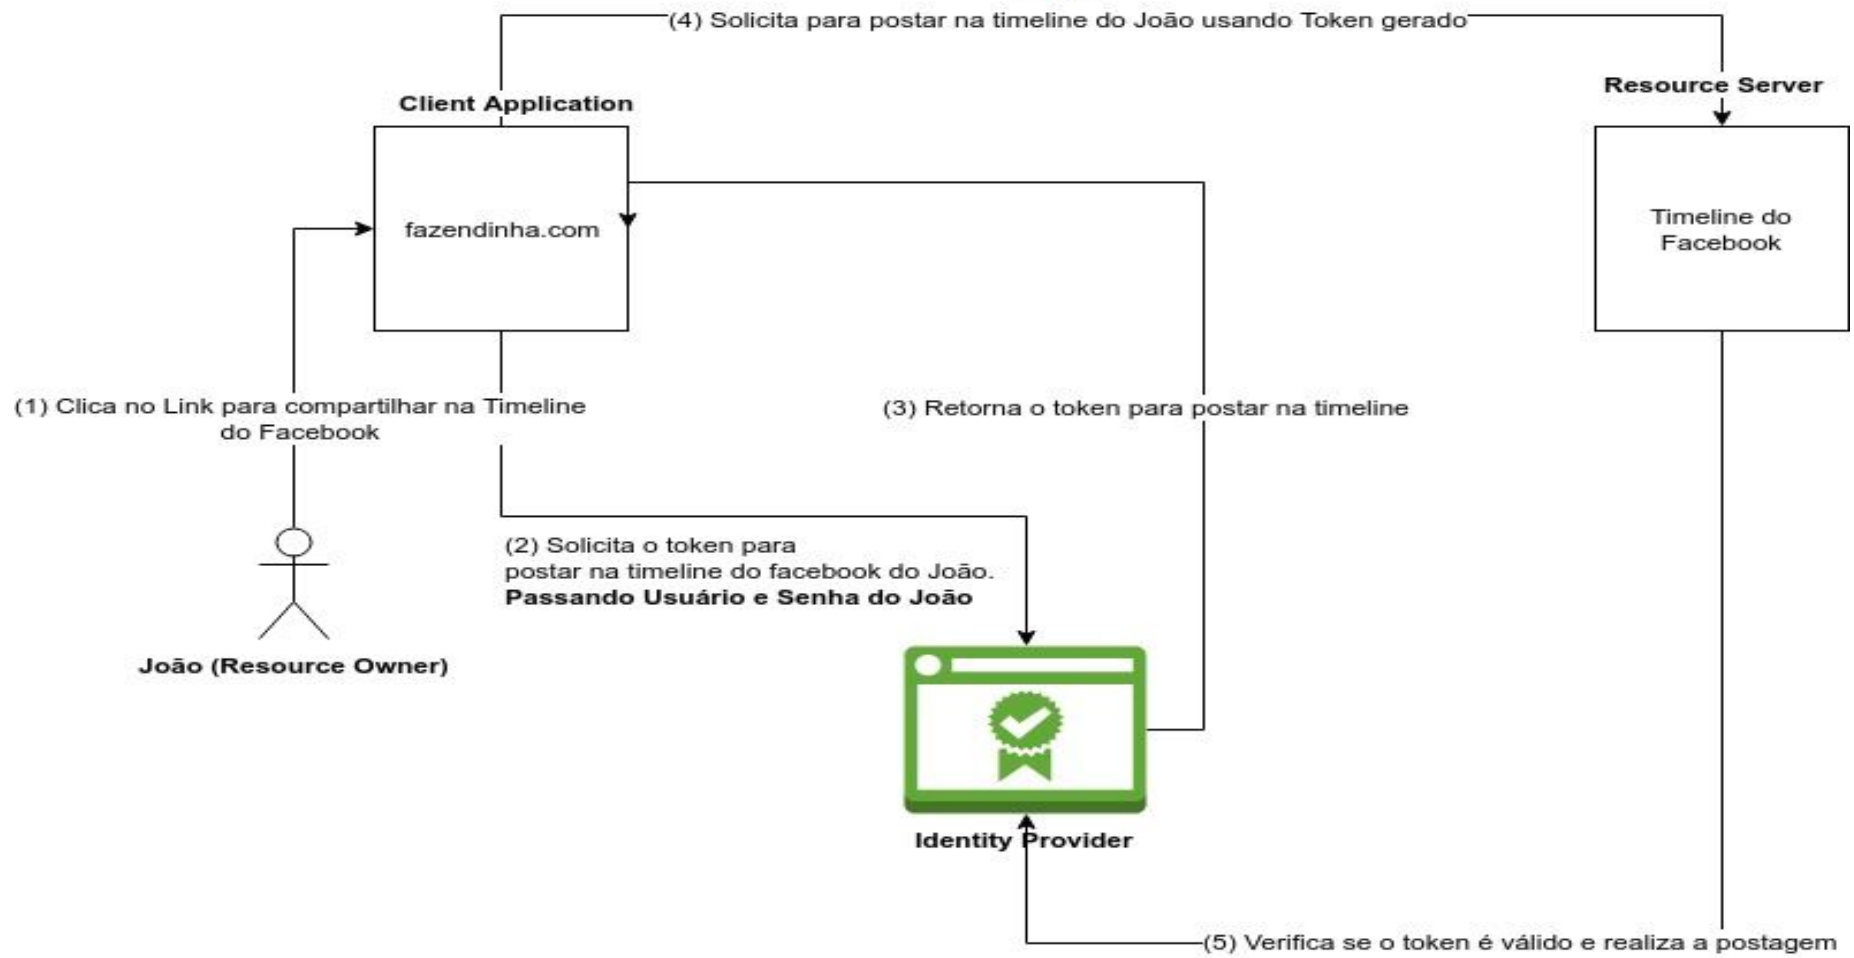 (4) Solicita para postar na timeline do João usando Token gerado
Client Application
Resource Server
fazendinha.com
Timeline do
Facebook
(1) Clica no Link para compartilhar na Timeline
do Facebook
(3) Retorna o token para postar na timeline
(2) Solicita o token para
postar na timeline do facebook do João.
Passando Usuário e Senha do João
João (Resource Owner)
Identity Provider
(5) Verifica se o token é válido e realiza a postagem